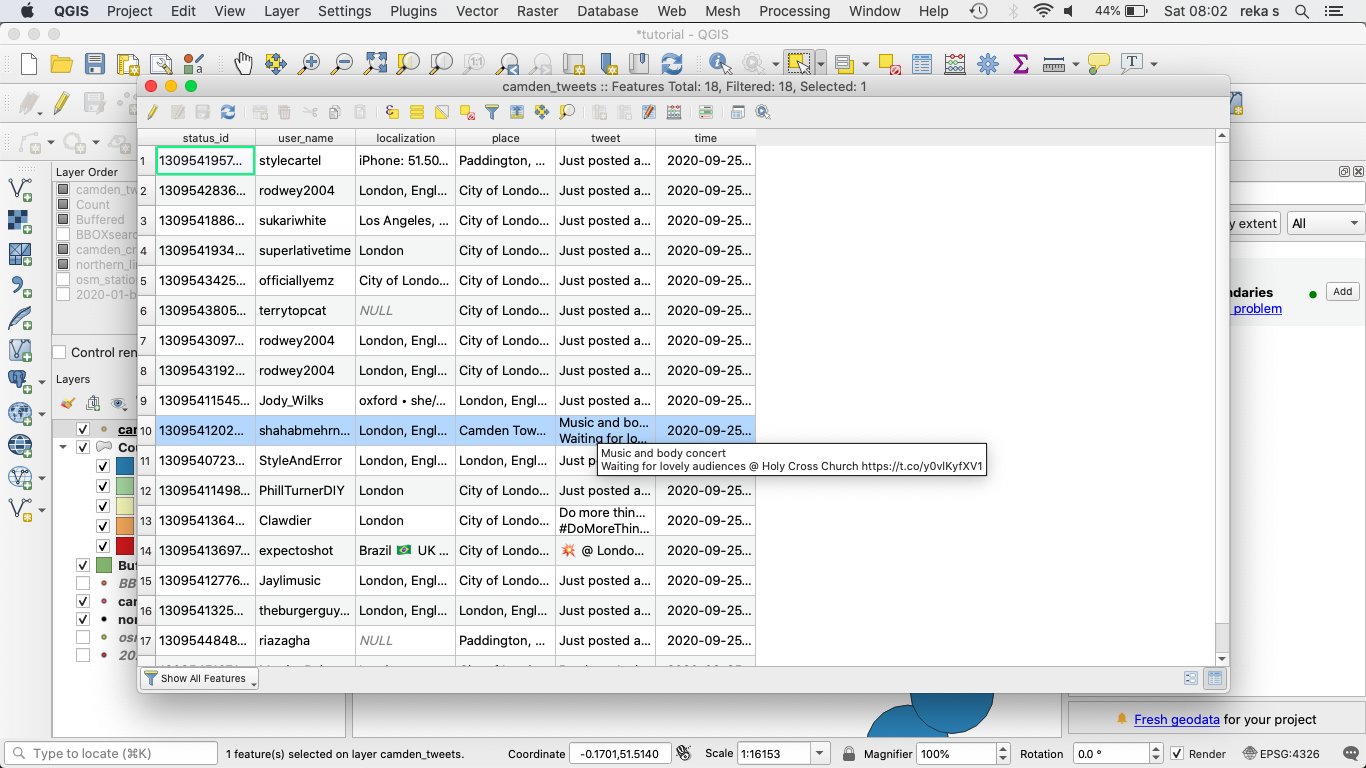 QGIS Project Edit View Layer Settings Plugins Vector Raster Database Web Mesh Processing Window Help 44% Sat 08:02 reka s
*tutorial - QGIS
camden_tweets :: Features Total: 18, Filtered: 18, Selected: 1
status_id user_name localization place tweet time
1 1309541957... stylecartel iPhone: 51.50... Paddington, ... Just posted a... 2020-09-25...
2 1309542836... rodwey2004 London, Engl... City of Londo... Just posted a... 2020-09-25...
3 1309541886... sukariwhite Los Angeles, ... City of Londo... Just posted a... 2020-09-25...
4 1309541934... superlativetime London City of Londo... Just posted a... 2020-09-25...
5 1309543425... officiallyemz City of Londo... City of Londo... Just posted a... 2020-09-25...
6 1309543805... terrytopcat NULL City of Londo... Just posted a... 2020-09-25...
7 1309543097... rodwey2004 London, Engl... City of Londo... Just posted a... 2020-09-25...
8 1309543192... rodwey2004 London, Engl... City of Londo... Just posted a... 2020-09-25...
9 13095411545... Jody_Wilks oxford • she/... London, Engl... Just posted a... 2020-09-25...
10 1309541202... shahabmehrn... London, Engl... Camden Tow... Music and bo... 2020-09-25...
Waiting for lo...
11 1309540723... StyleAndError London, Engl... London, Engl... Just p
Music and body concert
Waiting for lovely audiences @ Holy Cross Church https://t.co/y0vlKyfXV1
12 13095411498... PhillTurnerDIY London City of Londo... Just posted a... 2020-09-25...
13 1309541364... Clawdier London City of Londo... Do more thin... 2020-09-25...
#DoMoreThin...
14 13095413697... expectoshot Brazil 🇧🇷 UK ... City of Londo... 💥 @ Londo... 2020-09-25...
15 13095412776... Jaylimusic London, Engl... City of Londo... Just posted a... 2020-09-25...
16 1309541325... theburgerguy... London, Engl... London, Engl... Just posted a... 2020-09-25...
17 1309544848... riazagha NULL Paddington, ... Just posted a... 2020-09-25...
Show All Features
Layer Order
camden_tw
Count
Buffered
BBOXsear
camden_cr
northern_li
osm_statio
2020-01-b
Control ren
Layers
cam
Cou
Buf
BB
car
nor
osi
20.
y extent All
ndaries Add
problem
Fresh geodata for your project
Type to locate (⌘K) 1 feature(s) selected on layer camden_tweets. Coordinate -0.1701,51.5140 Scale 1:16153 Magnifier 100% Rotation 0.0 ° Render EPSG:4326